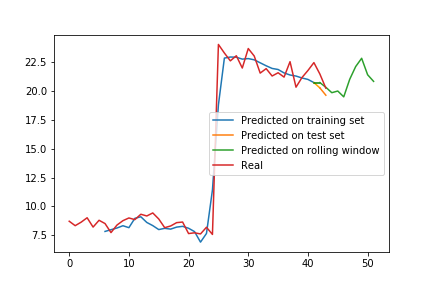 22.5
20.0
17.5
15.0
12.5
10.0
7.5
Predicted on training set
Predicted on test set
Predicted on rolling window
Real
0 10 20 30 40 50